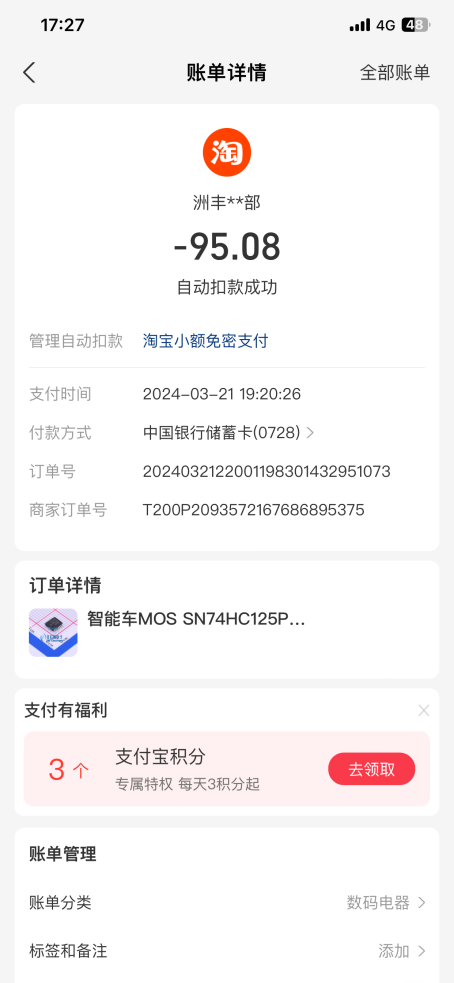 17:27
4G 48
账单详情
全部账单
淘
洲丰**部
-95.08
自动扣款成功
管理自动扣款 淘宝小额免密支付
支付时间 2024-03-21 19:20:26
付款方式 中国银行储蓄卡(0728)
订单号 2024032122001198301432951073
商家订单号 T200P2093572167686895375
订单详情
智能车MOS SN74HC125P...
支付有福利
3 个
支付宝积分
专属特权 每天3积分起
去领取
账单管理
账单分类 数码电器
标签和备注 添加